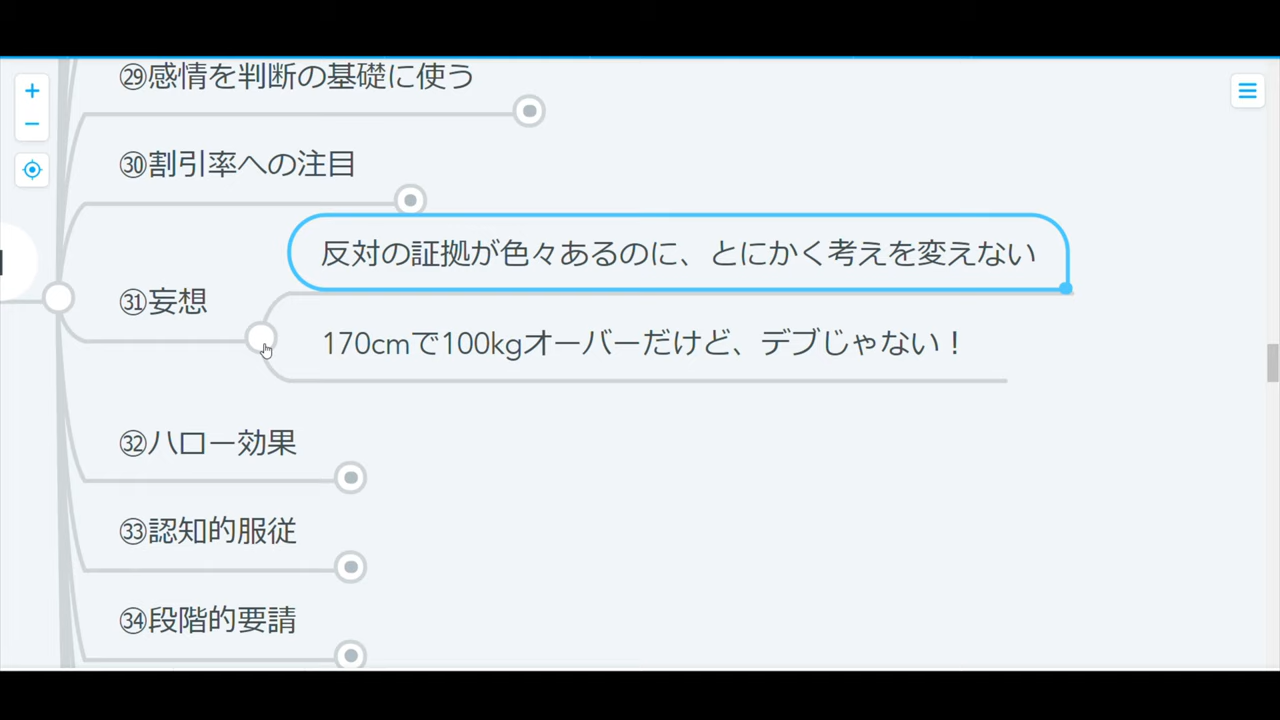 ㉙感情を判断の基礎に使う
㉚割引率への注目
反対の証拠が色々あるのに、とにかく考えを変えない
㉛妄想
170cmで100kgオーバーだけど、デブじゃない！
㉜ハロー効果
㉝認知的服従
㉞段階的要請